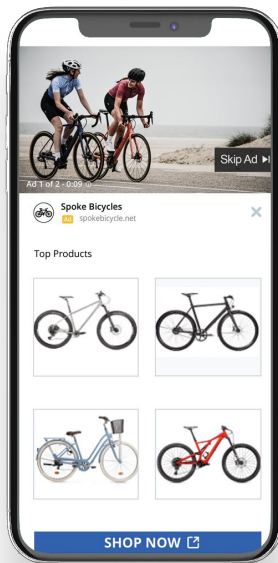 Skip Ad
Ad 1 of 2 - 0:09
Spoke Bicycles
Ad spokebicycle.net
Top Products
SHOP NOW